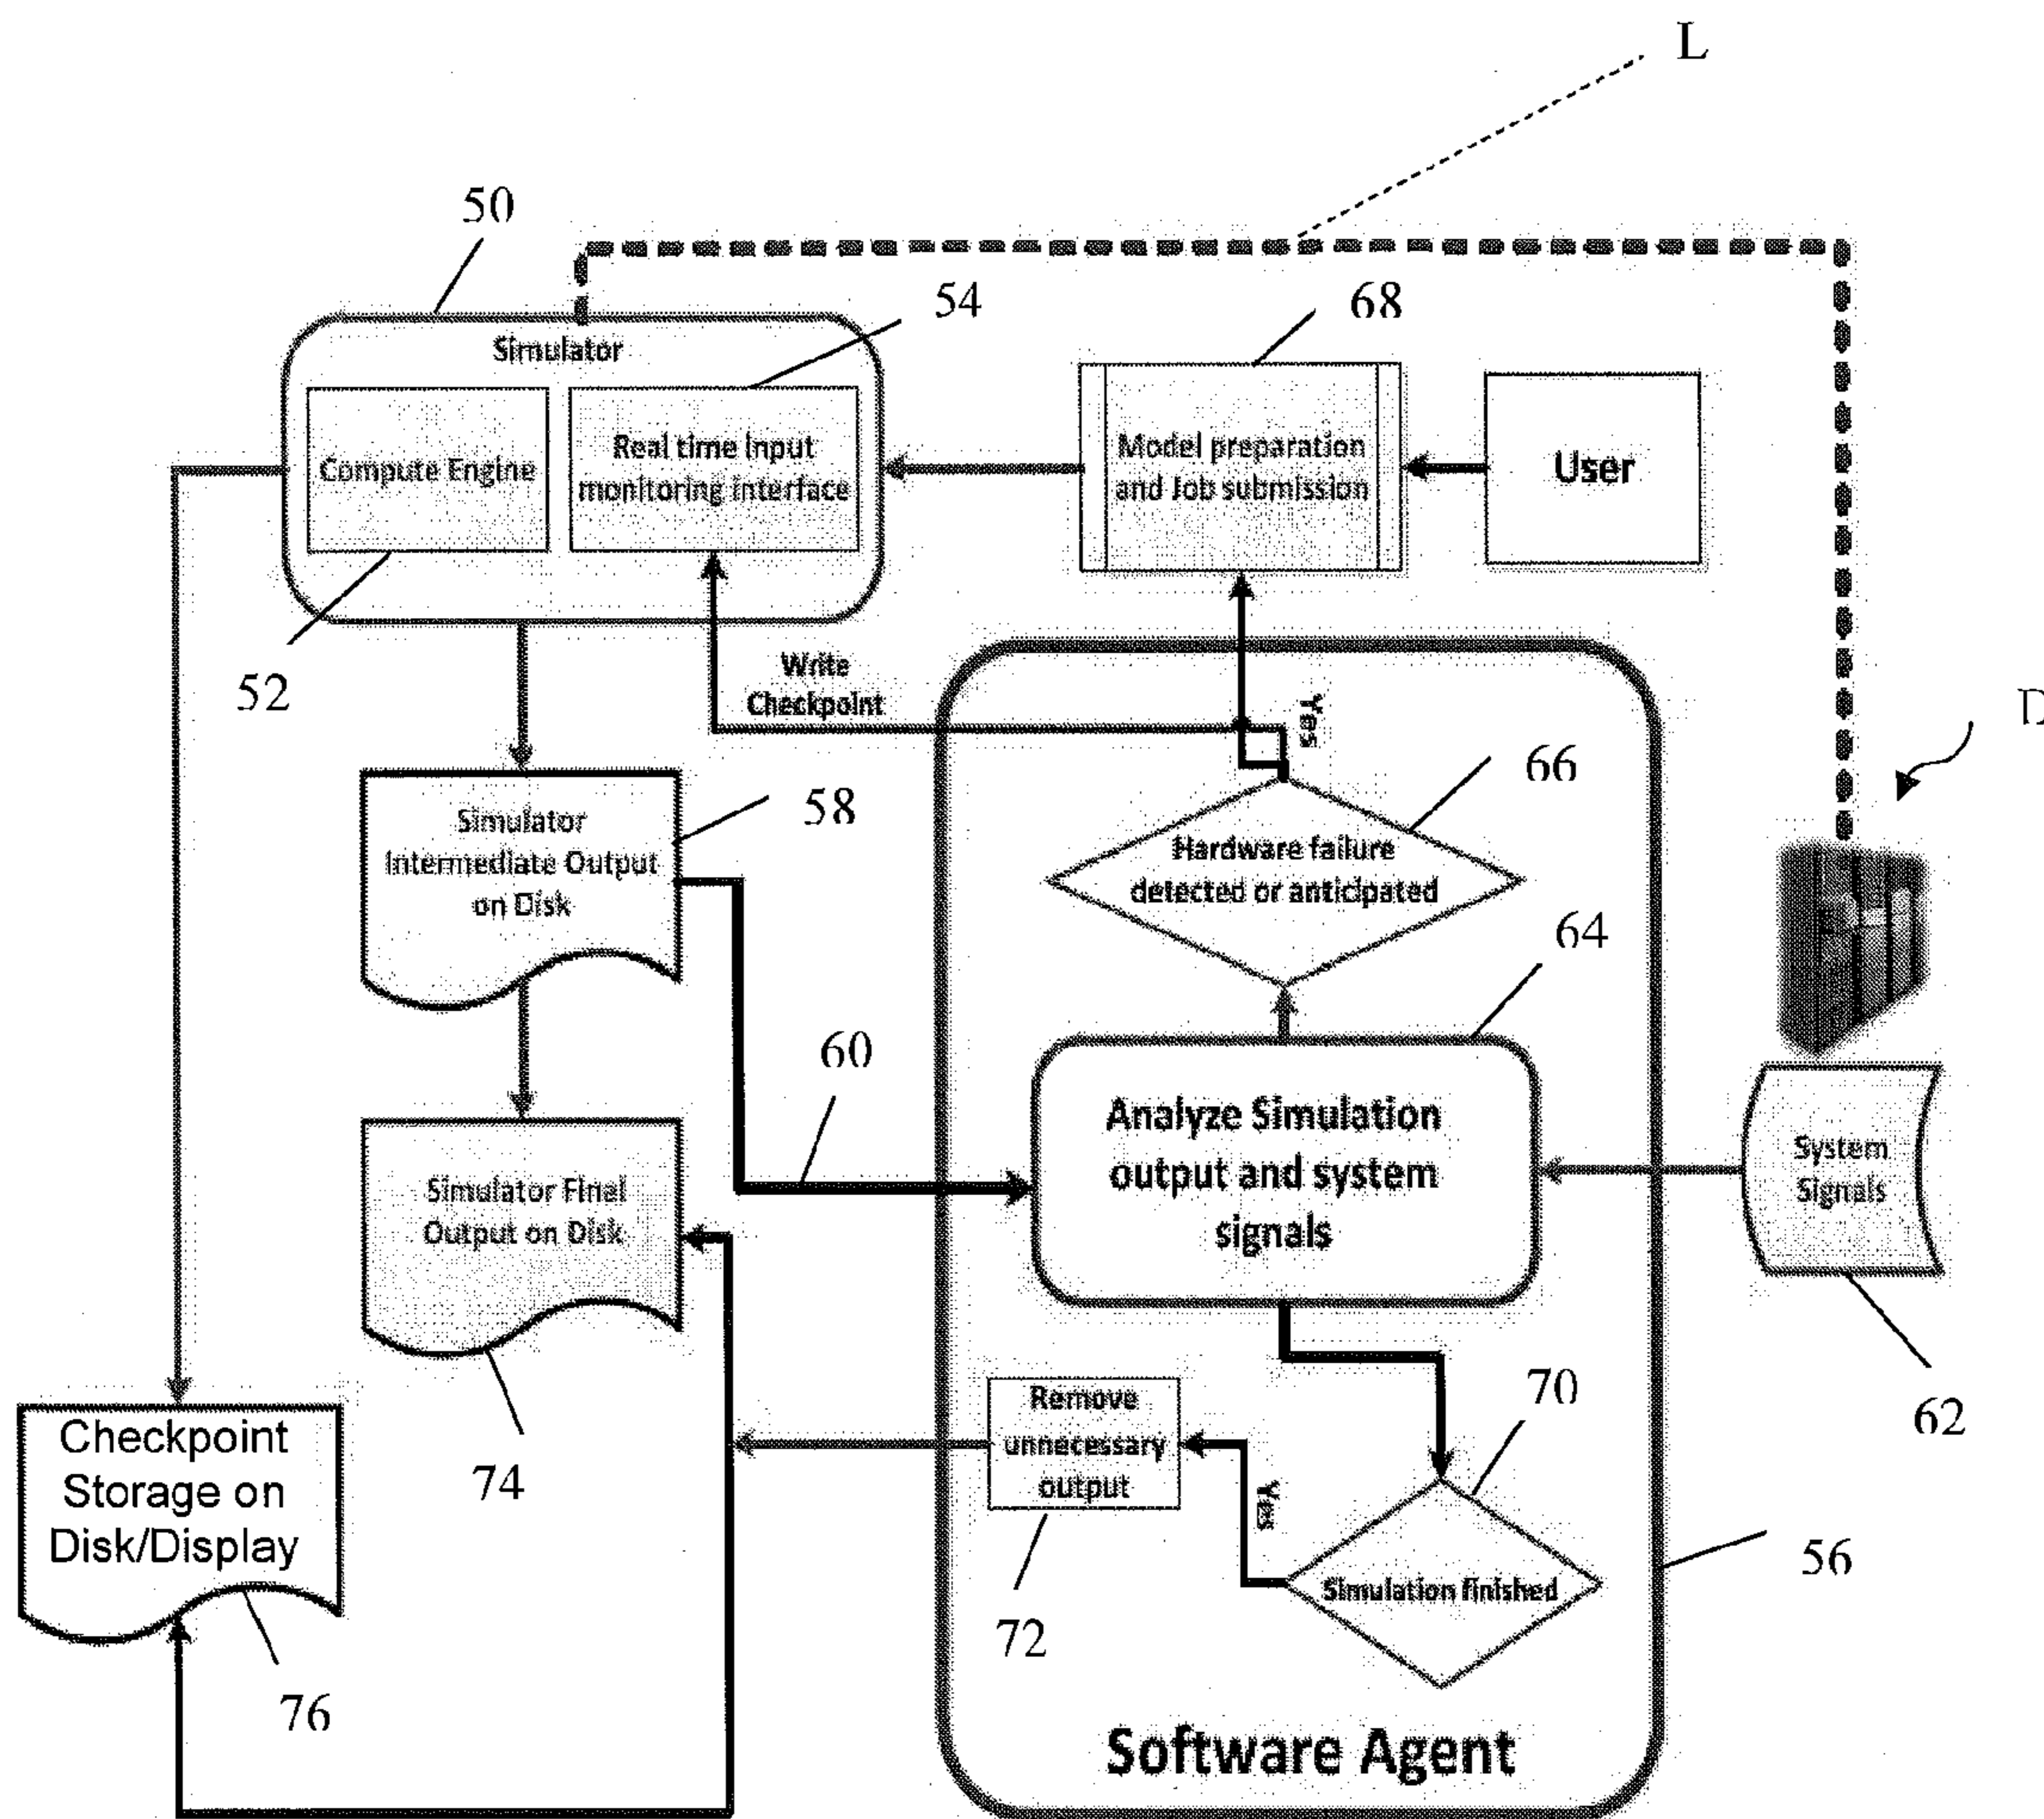 L
50
54
68
Simulator
Compute Engine
Real time Input
monitoring interface
Model preparation
and Job submission
User
52
Write
Checkpoint
Yes
D
66
58
Simulator
Intermediate Output
on Disk
Hardware failure
detected or anticipated
64
60
Analyze Simulation
output and system
signals
System
Signals
Simulator Final
Output on Disk
62
74
Checkpoint
Storage on
Disk/Display
Remove
unnecessary
output
Yes
70
Simulation finished
72
56
76
Software Agent